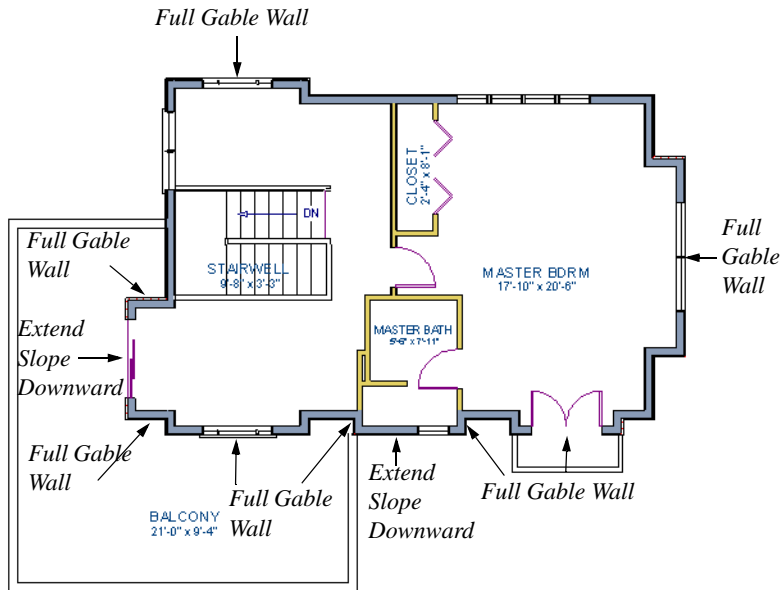 Full Gable Wall
CLOSET
2'-4" x 8'-1"
DN
Full Gable
Wall
STAIRWELL
9'-8" x 3'-3"
MASTER BDRM
17'-10" x 20'-6"
Full
Gable
Wall
Extend
Slope
Downward
MASTER BATH
5'-6" x 7'-11"
Full Gable
Wall
Full Gable
Wall
Extend
Slope
Downward
Full Gable Wall
BALCONY
21'-0" x 9'-4"